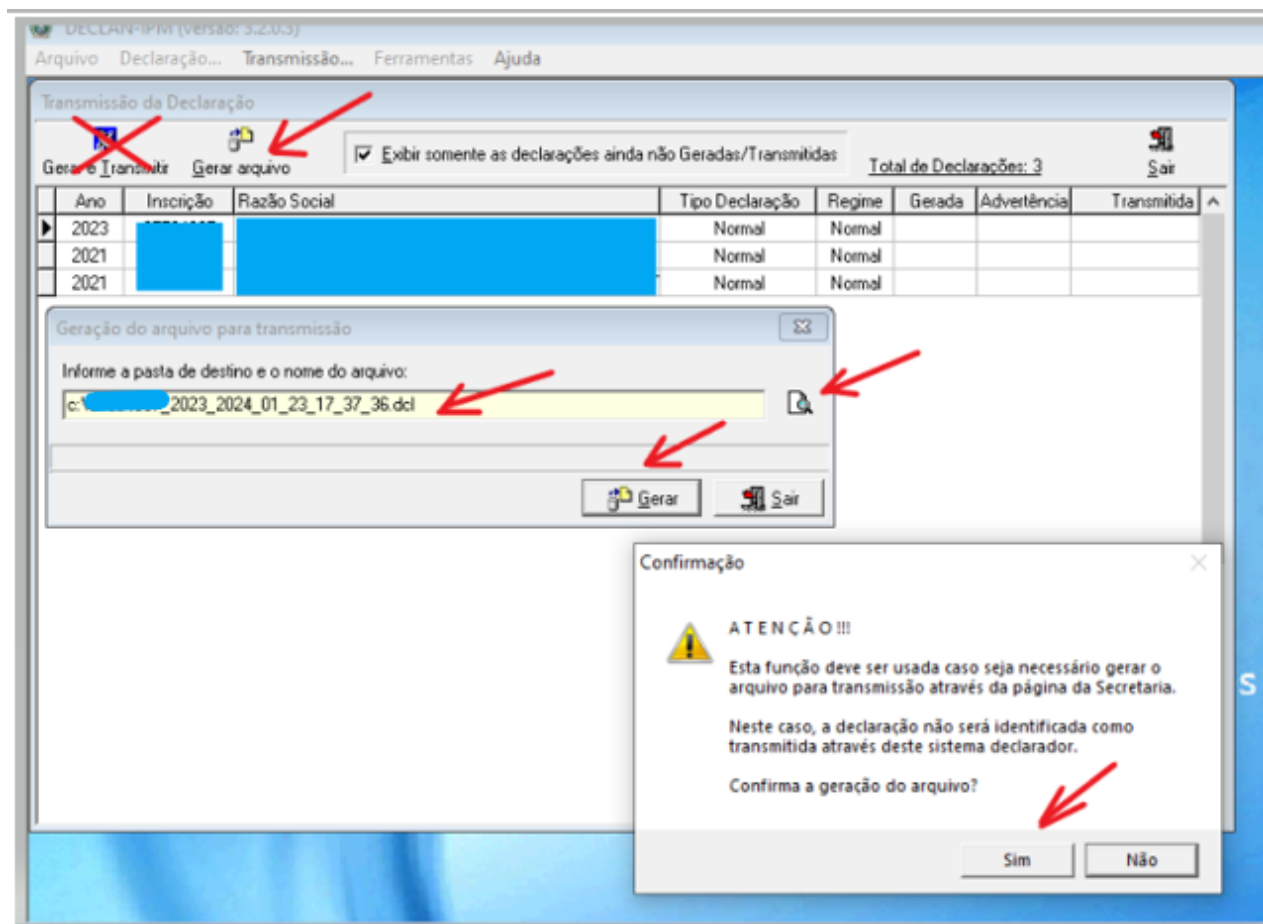 DECLAN-IPM (versão: 3.2.0.3)
Arquivo Declaração... Transmissão... Ferramentas Ajuda
Transmissão da Declaração
Gerar e Transmitir Gerar arquivo Exibir somente as declarações ainda não Geradas/Transmitidas Total de Declarações: 3 Sair
Ano Inscrição Razão Social Tipo Declaração Regime Gerada Advertência Transmitida
2023 Normal Normal
2021 Normal Normal
2021 Normal Normal
Geração do arquivo para transmissão
Informe a pasta de destino e o nome do arquivo:
c:\ _2023_2024_01_23_17_37_36.dcl
Gerar Sair
Confirmação
A T E N Ç Ã O !!!
Esta função deve ser usada caso seja necessário gerar o
arquivo para transmissão através da página da Secretaria.
Neste caso, a declaração não será identificada como
transmitida através deste sistema declarador.
Confirma a geração do arquivo?
Sim Não
s